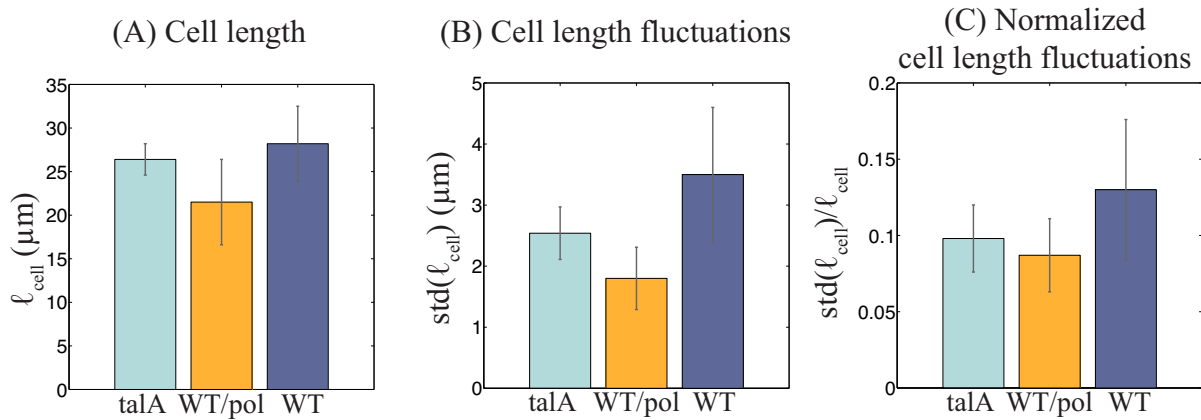 (A) Cell length
ℓcell (μm)
35
30
25
20
15
10
5
0
talA WT/pol WT
(B) Cell length fluctuations
std(ℓcell) (μm)
5
4
3
2
1
0
talA WT/pol WT
(C) Normalized
cell length fluctuations
std(ℓcell)/ℓcell
0.2
0.15
0.1
0.05
0
talA WT/pol WT